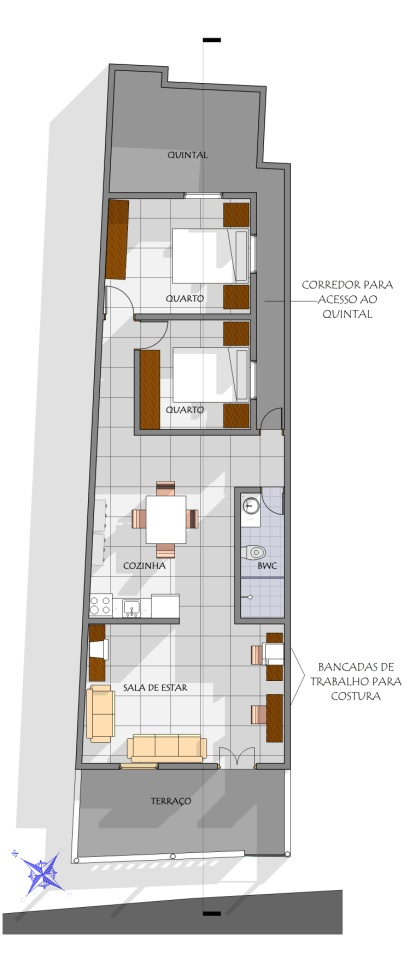 QUINTAL
CORREDOR PARA
ACESSO AO
QUINTAL
QUARTO
QUARTO
COZINHA
BWC
BANCADAS DE
TRABALHO PARA
COSTURA
SALA DE ESTAR
TERRAÇO